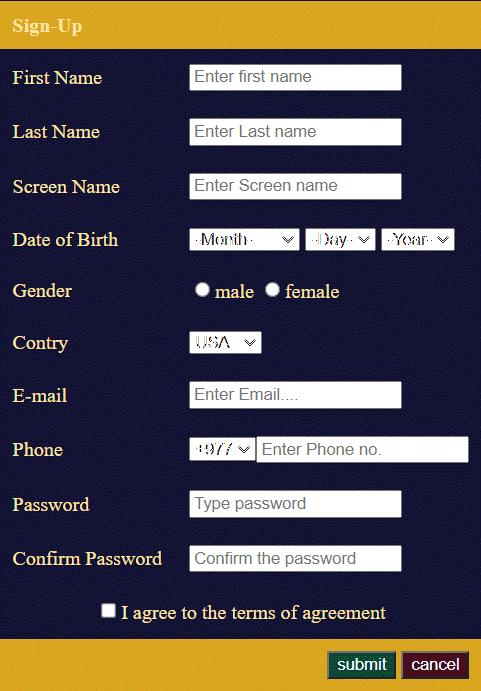 Sign-Up
First Name Enter first name
Last Name Enter Last name
Screen Name Enter Screen name
Date of Birth -Month- -Day- -Year-
Gender male female
Contry USA
E-mail Enter Email....
Phone +977 Enter Phone no.
Password Type password
Confirm Password Confirm the password
I agree to the terms of agreement
submit cancel